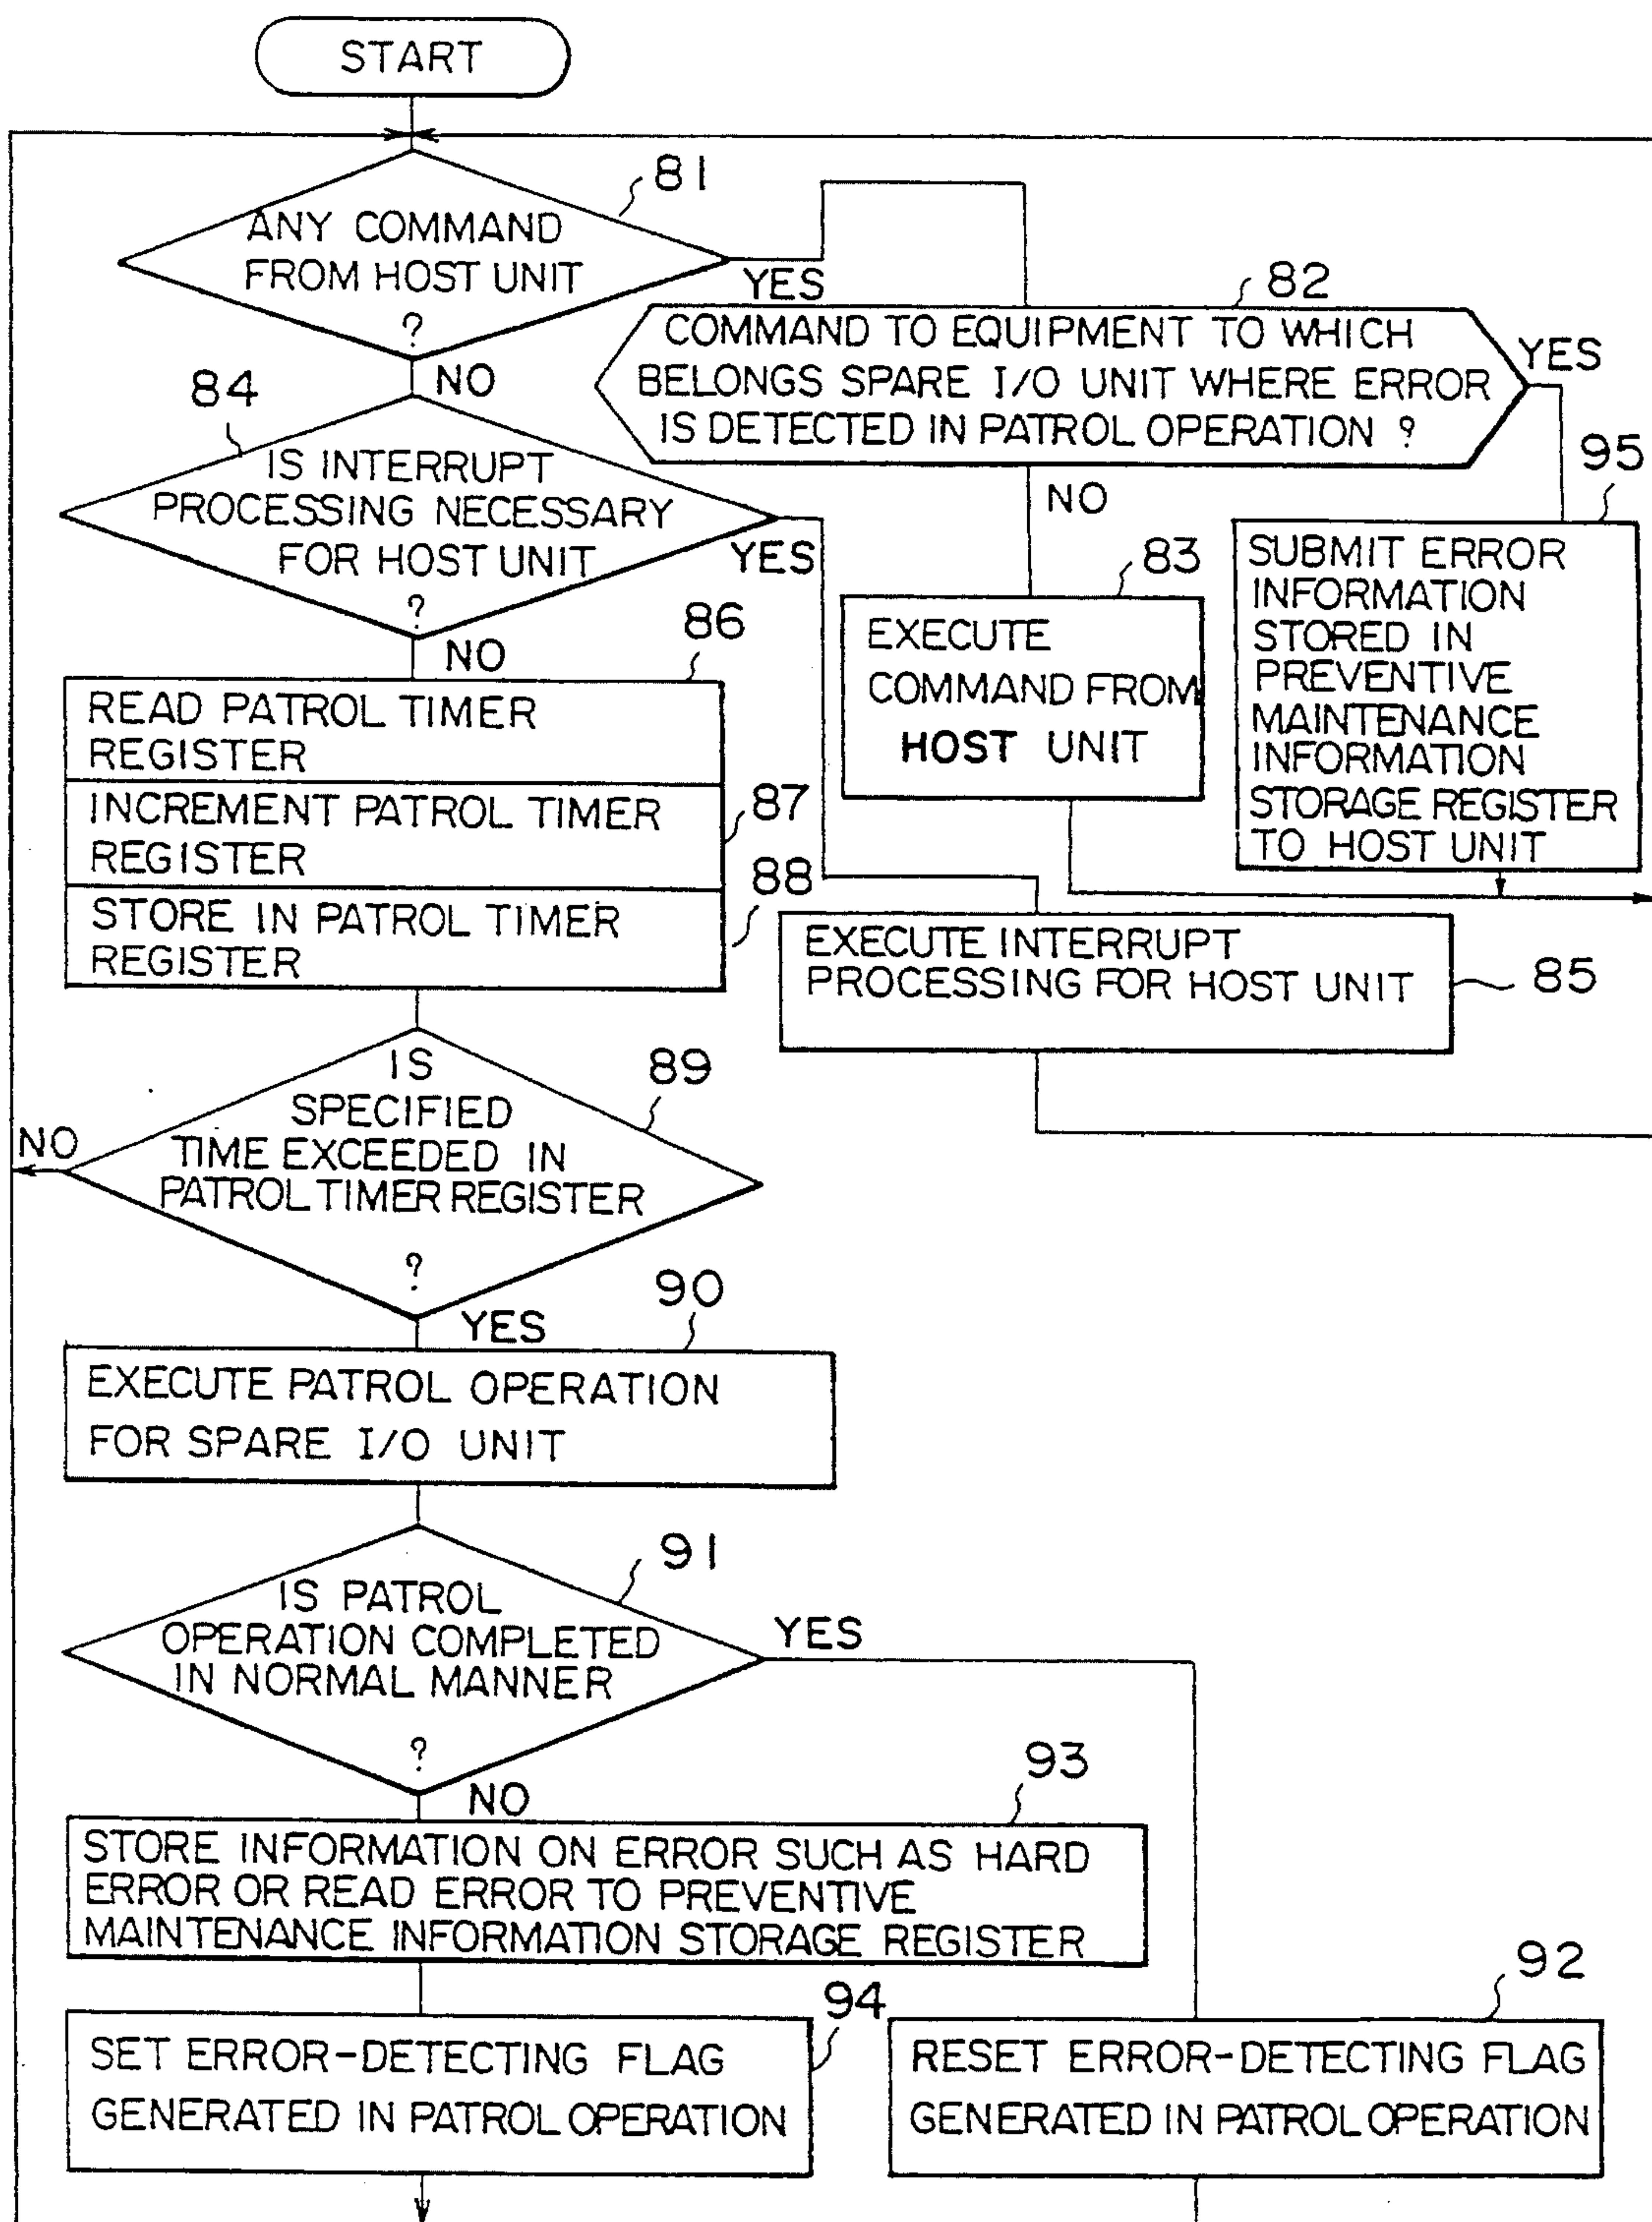 START
81
ANY COMMAND
FROM HOST UNIT
?
YES
NO
82
COMMAND TO EQUIPMENT TO WHICH
BELONGS SPARE I/O UNIT WHERE ERROR
IS DETECTED IN PATROL OPERATION ?
YES
NO
84
IS INTERRUPT
PROCESSING NECESSARY
FOR HOST UNIT
?
YES
NO
83
EXECUTE
COMMAND FROM
HOST UNIT
95
SUBMIT ERROR
INFORMATION
STORED IN
PREVENTIVE
MAINTENANCE
INFORMATION
STORAGE REGISTER
TO HOST UNIT
86
READ PATROL TIMER
REGISTER
87
INCREMENT PATROL TIMER
REGISTER
88
STORE IN PATROL TIMER
REGISTER
EXECUTE INTERRUPT
PROCESSING FOR HOST UNIT
85
89
IS
SPECIFIED
TIME EXCEEDED IN
PATROL TIMER REGISTER
?
NO
YES
90
EXECUTE PATROL OPERATION
FOR SPARE I/O UNIT
91
IS PATROL
OPERATION COMPLETED
IN NORMAL MANNER
?
YES
NO
93
STORE INFORMATION ON ERROR SUCH AS HARD
ERROR OR READ ERROR TO PREVENTIVE
MAINTENANCE INFORMATION STORAGE REGISTER
94
SET ERROR-DETECTING FLAG
GENERATED IN PATROL OPERATION
92
RESET ERROR-DETECTING FLAG
GENERATED IN PATROL OPERATION